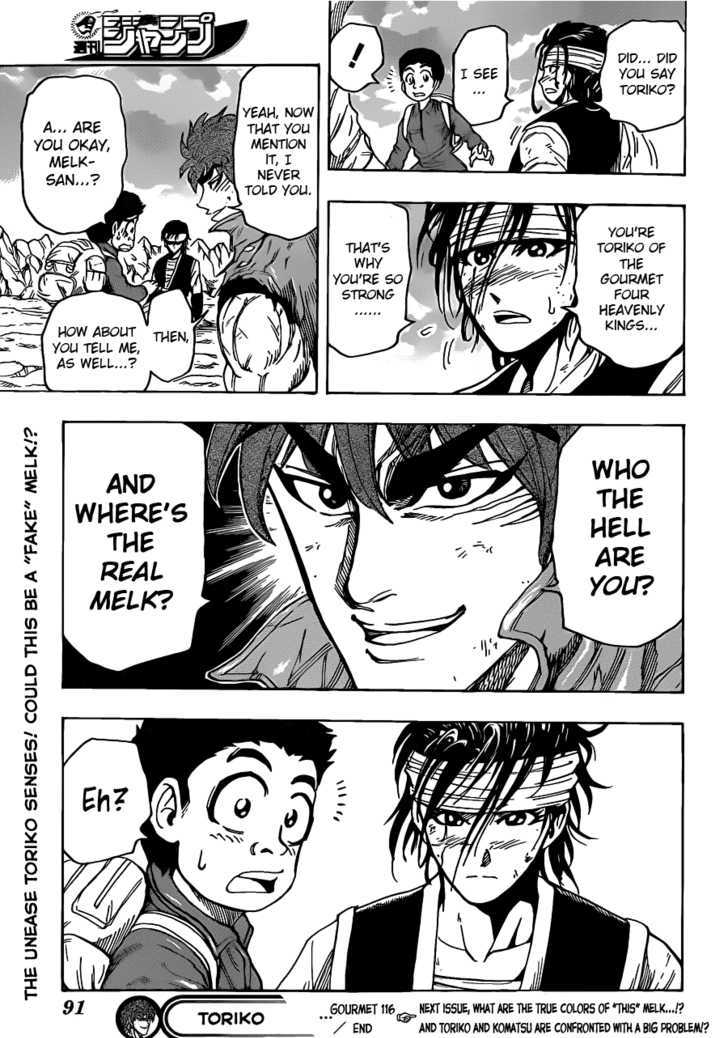 DID... DID
YOU SAY
TORIKO?
I SEE
...
!
YOU'RE
TORIKO OF
THE
GOURMET
FOUR
HEAVENLY
KINGS...
THAT'S
WHY
YOU'RE SO
STRONG
......
週刊
ジャンプ
YEAH, NOW
THAT YOU
MENTION
IT, I
NEVER
TOLD YOU.
A... ARE
YOU OKAY,
MELK-
SAN...?
THEN,
HOW ABOUT
YOU TELL ME,
AS WELL...?
WHO
THE
HELL
ARE
YOU?
AND
WHERE'S
THE
REAL
MELK?
Eh?
THE UNEASE TORIKO SENSES! COULD THIS BE A "FAKE" MELK!?
91
TORIKO
...GOURMET 116
/ END
☞ NEXT ISSUE, WHAT ARE THE TRUE COLORS OF "THIS" MELK...!?
AND TORIKO AND KOMATSU ARE CONFRONTED WITH A BIG PROBLEM!?